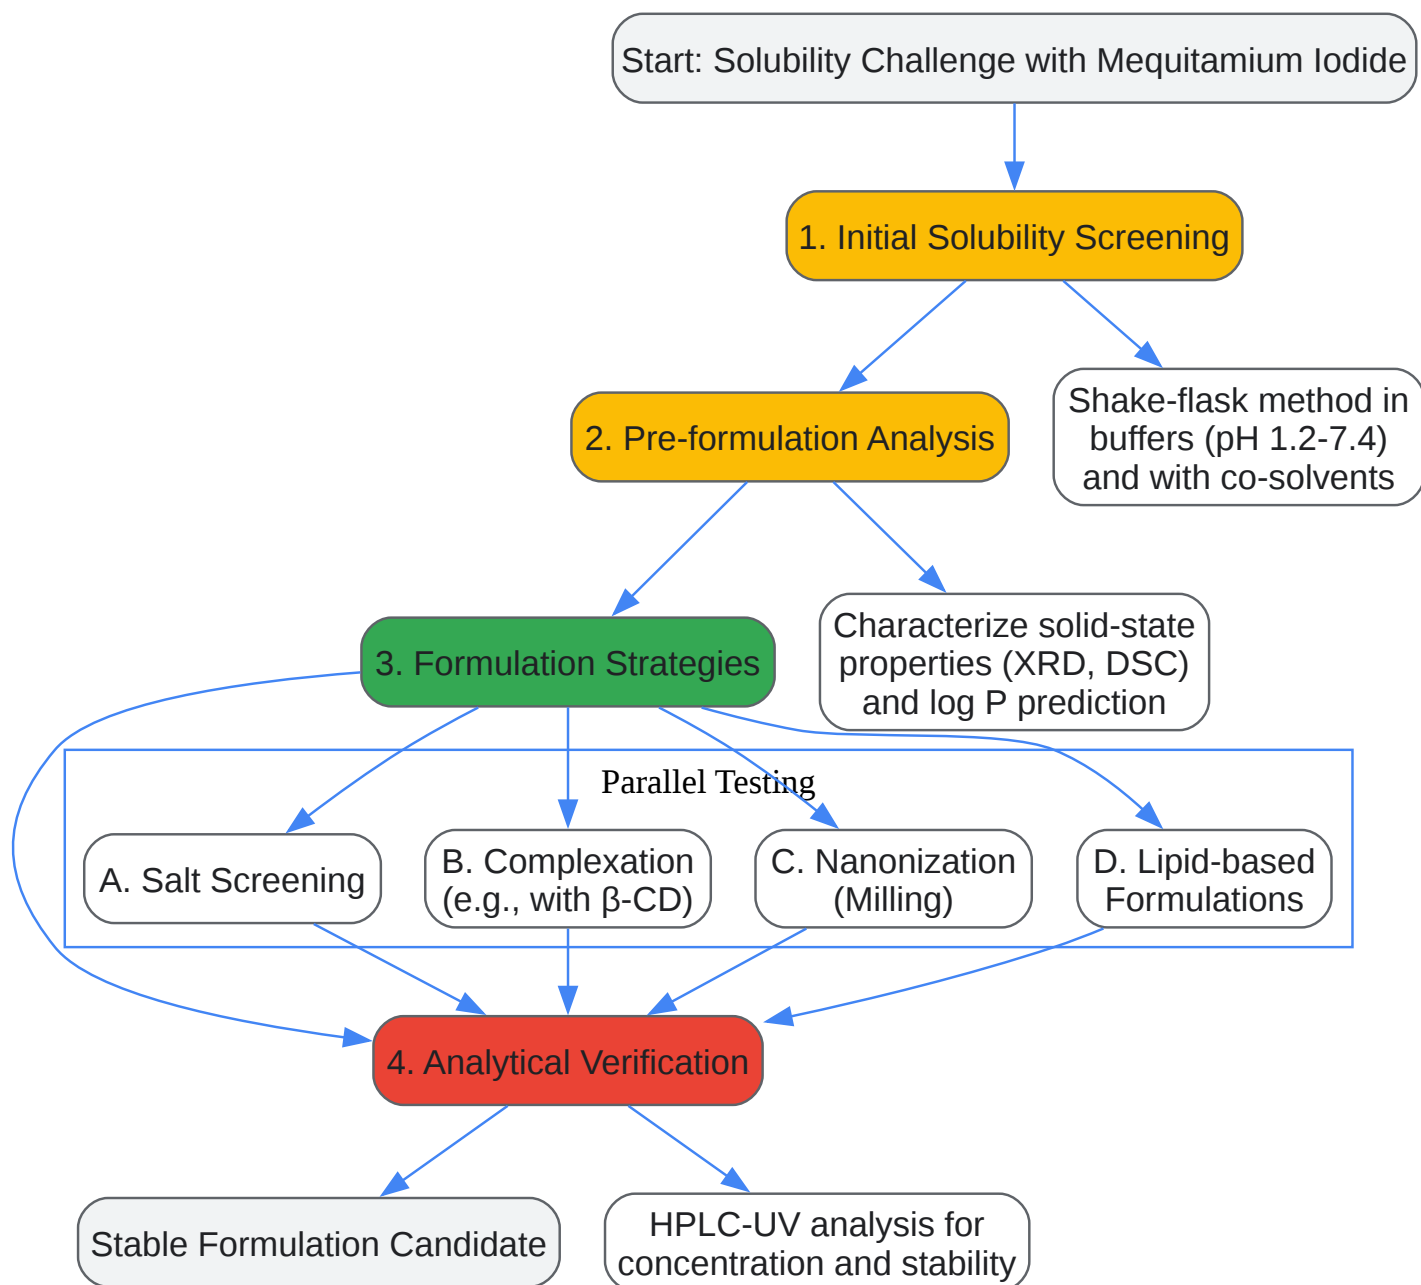 Start: Solubility Challenge with Mequitamium Iodide
1. Initial Solubility Screening
Shake-flask method in
buffers (pH 1.2-7.4)
and with co-solvents
2. Pre-formulation Analysis
Characterize solid-state
properties (XRD, DSC)
and log P prediction
3. Formulation Strategies
Parallel Testing
A. Salt Screening
B. Complexation
(e.g., with β-CD)
C. Nanonization
(Milling)
D. Lipid-based
Formulations
4. Analytical Verification
Stable Formulation Candidate
HPLC-UV analysis for
concentration and stability